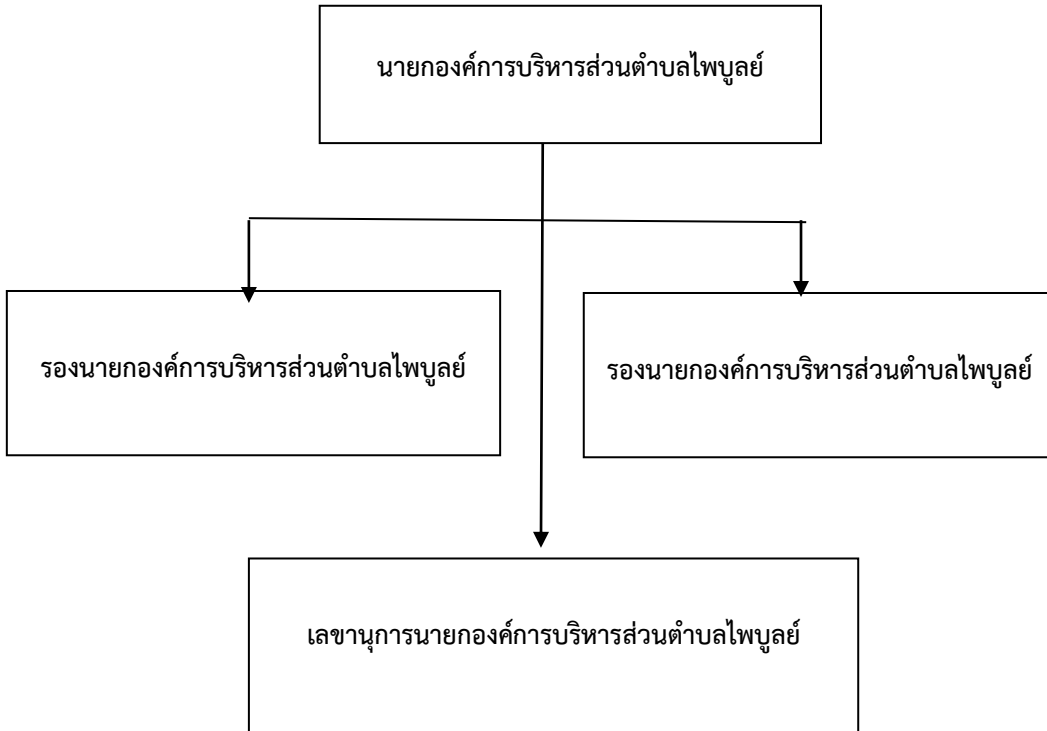 นายกองค์การบริหารส่วนตำบลไพบูลย์
รองนายกองค์การบริหารส่วนตำบลไพบูลย์
รองนายกองค์การบริหารส่วนตำบลไพบูลย์
เลขานุการนายกองค์การบริหารส่วนตำบลไพบูลย์